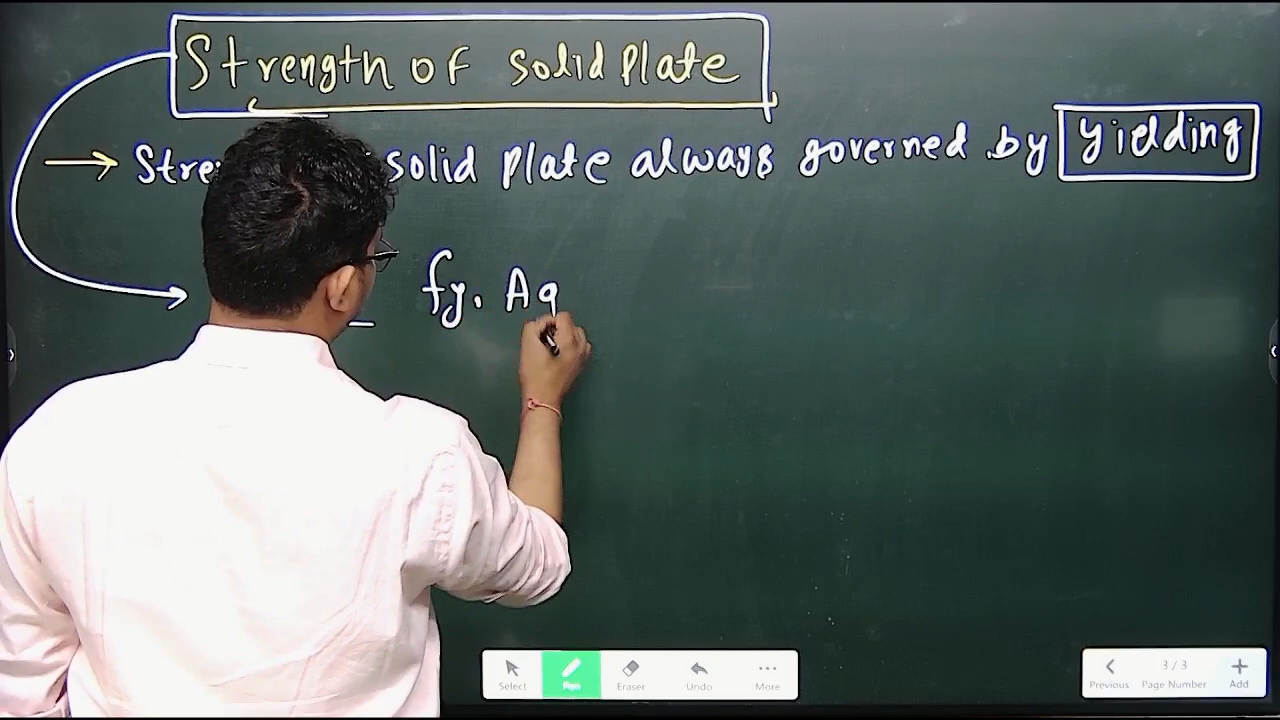 Strength of solid Plate
→ Stre solid plate always governed by yielding
fy. Ag
Select Pen Eraser Undo More
Previous 3/3 Page Number Add